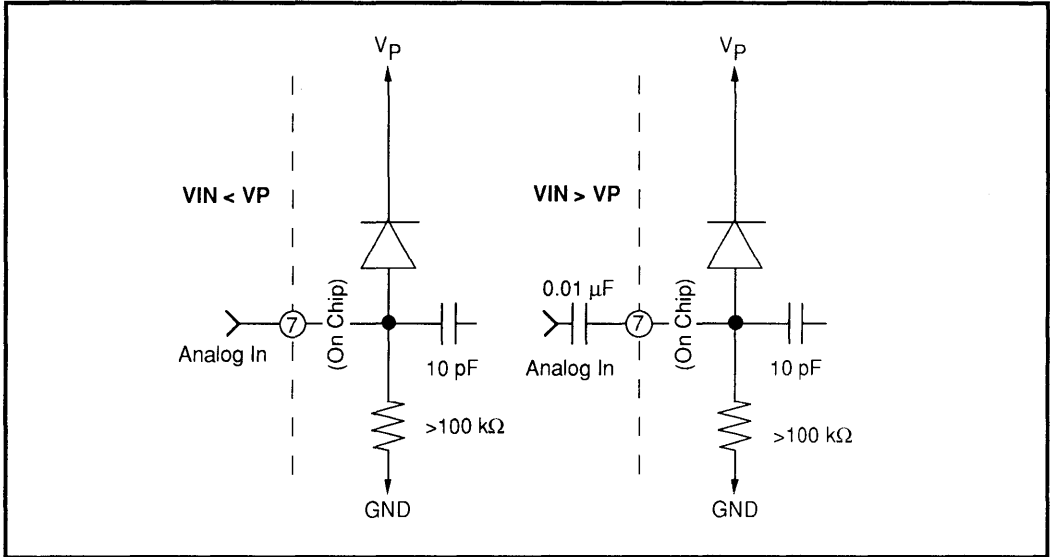 VP
VIN < VP
(On Chip)
7
Analog In
10 pF
>100 kΩ
GND
VP
VIN > VP
0.01 µF
(On Chip)
7
Analog In
10 pF
>100 kΩ
GND